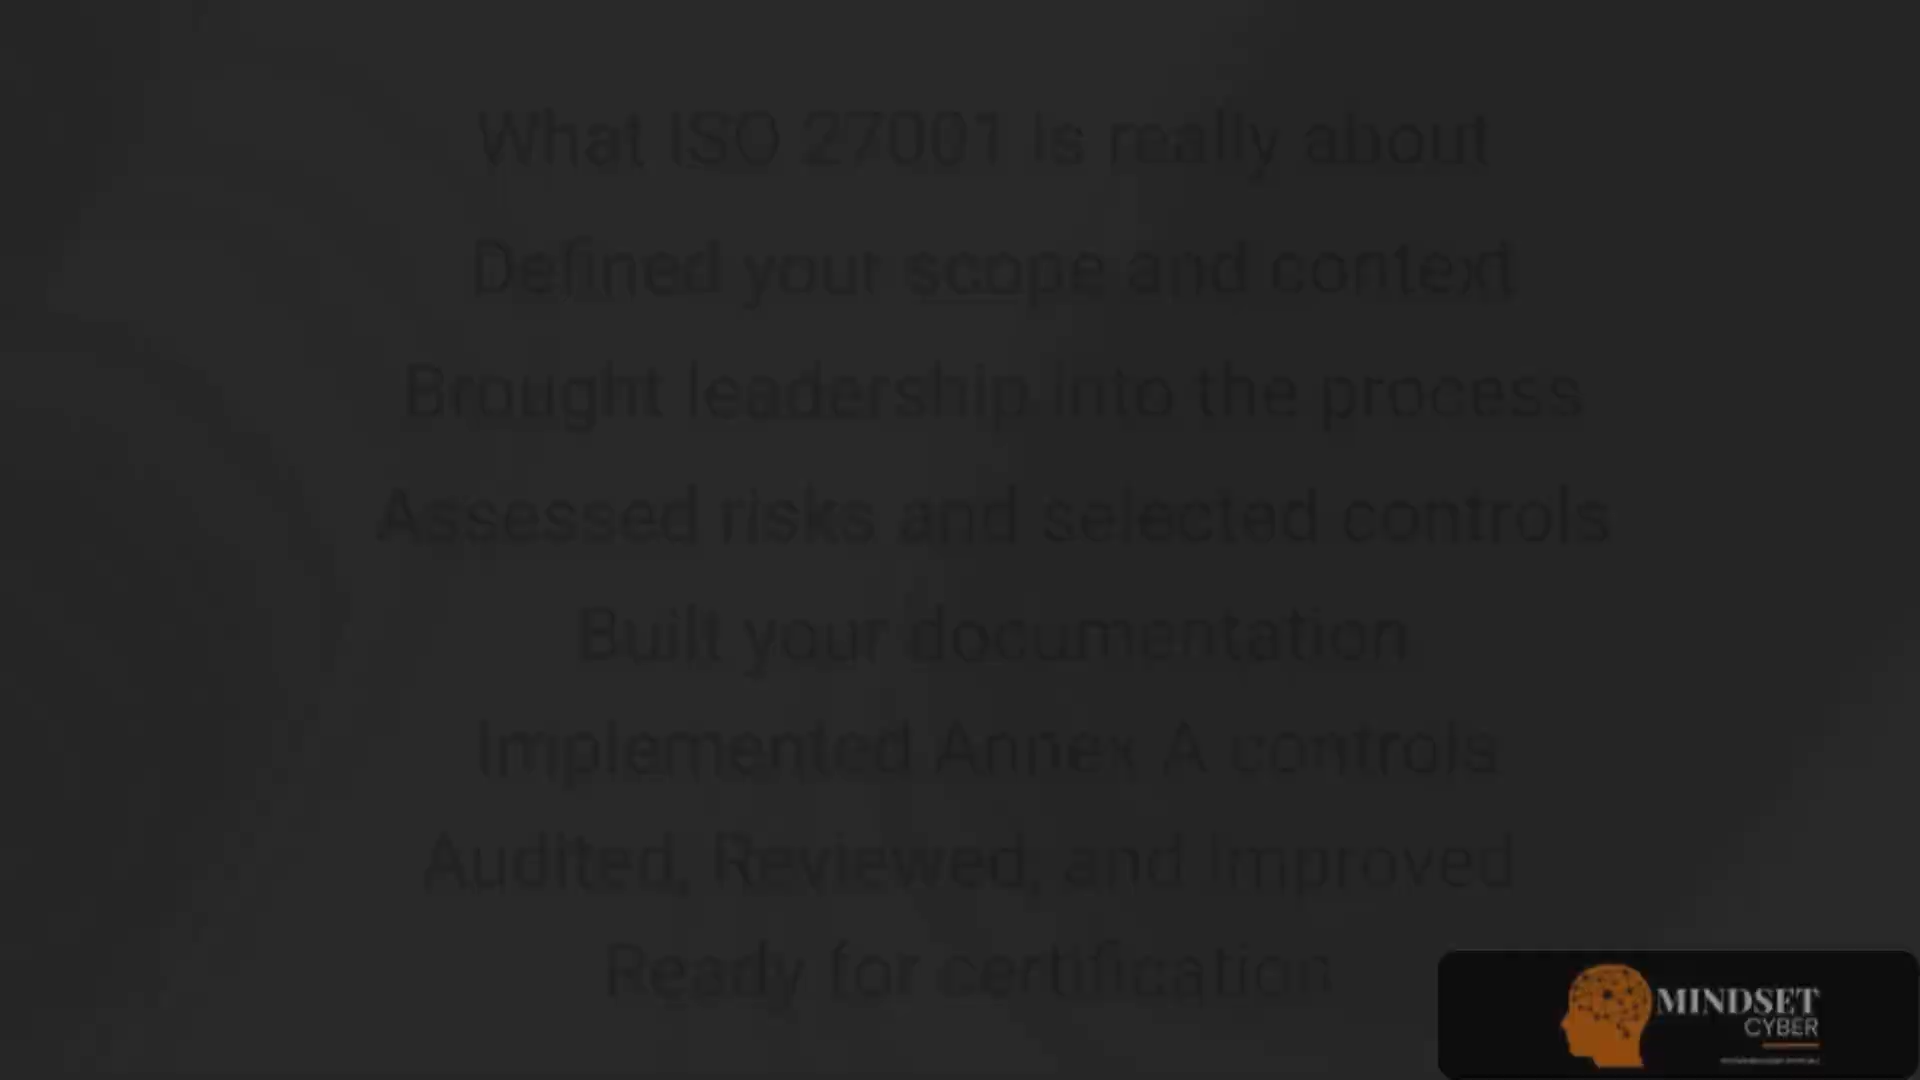 What ISO 27001 is really about
Defined your scope and context
Brought leadership into the process
Assessed risks and selected controls
Built your documentation
Implemented Annex A controls
Audited, Reviewed, and Improved
Ready for certification
MINDSET
CYBER